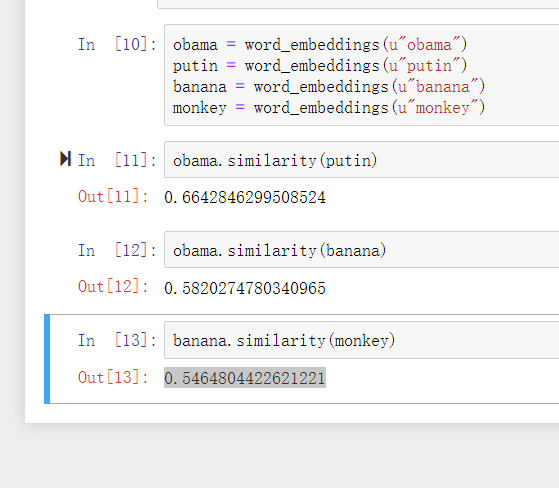 In [10]: obama = word_embeddings(u"obama")
putin = word_embeddings(u"putin")
banana = word_embeddings(u"banana")
monkey = word_embeddings(u"monkey")
In [11]: obama.similarity(putin)
Out[11]: 0.6642846299508524
In [12]: obama.similarity(banana)
Out[12]: 0.5820274780340965
In [13]: banana.similarity(monkey)
Out[13]: 0.5464804422621221